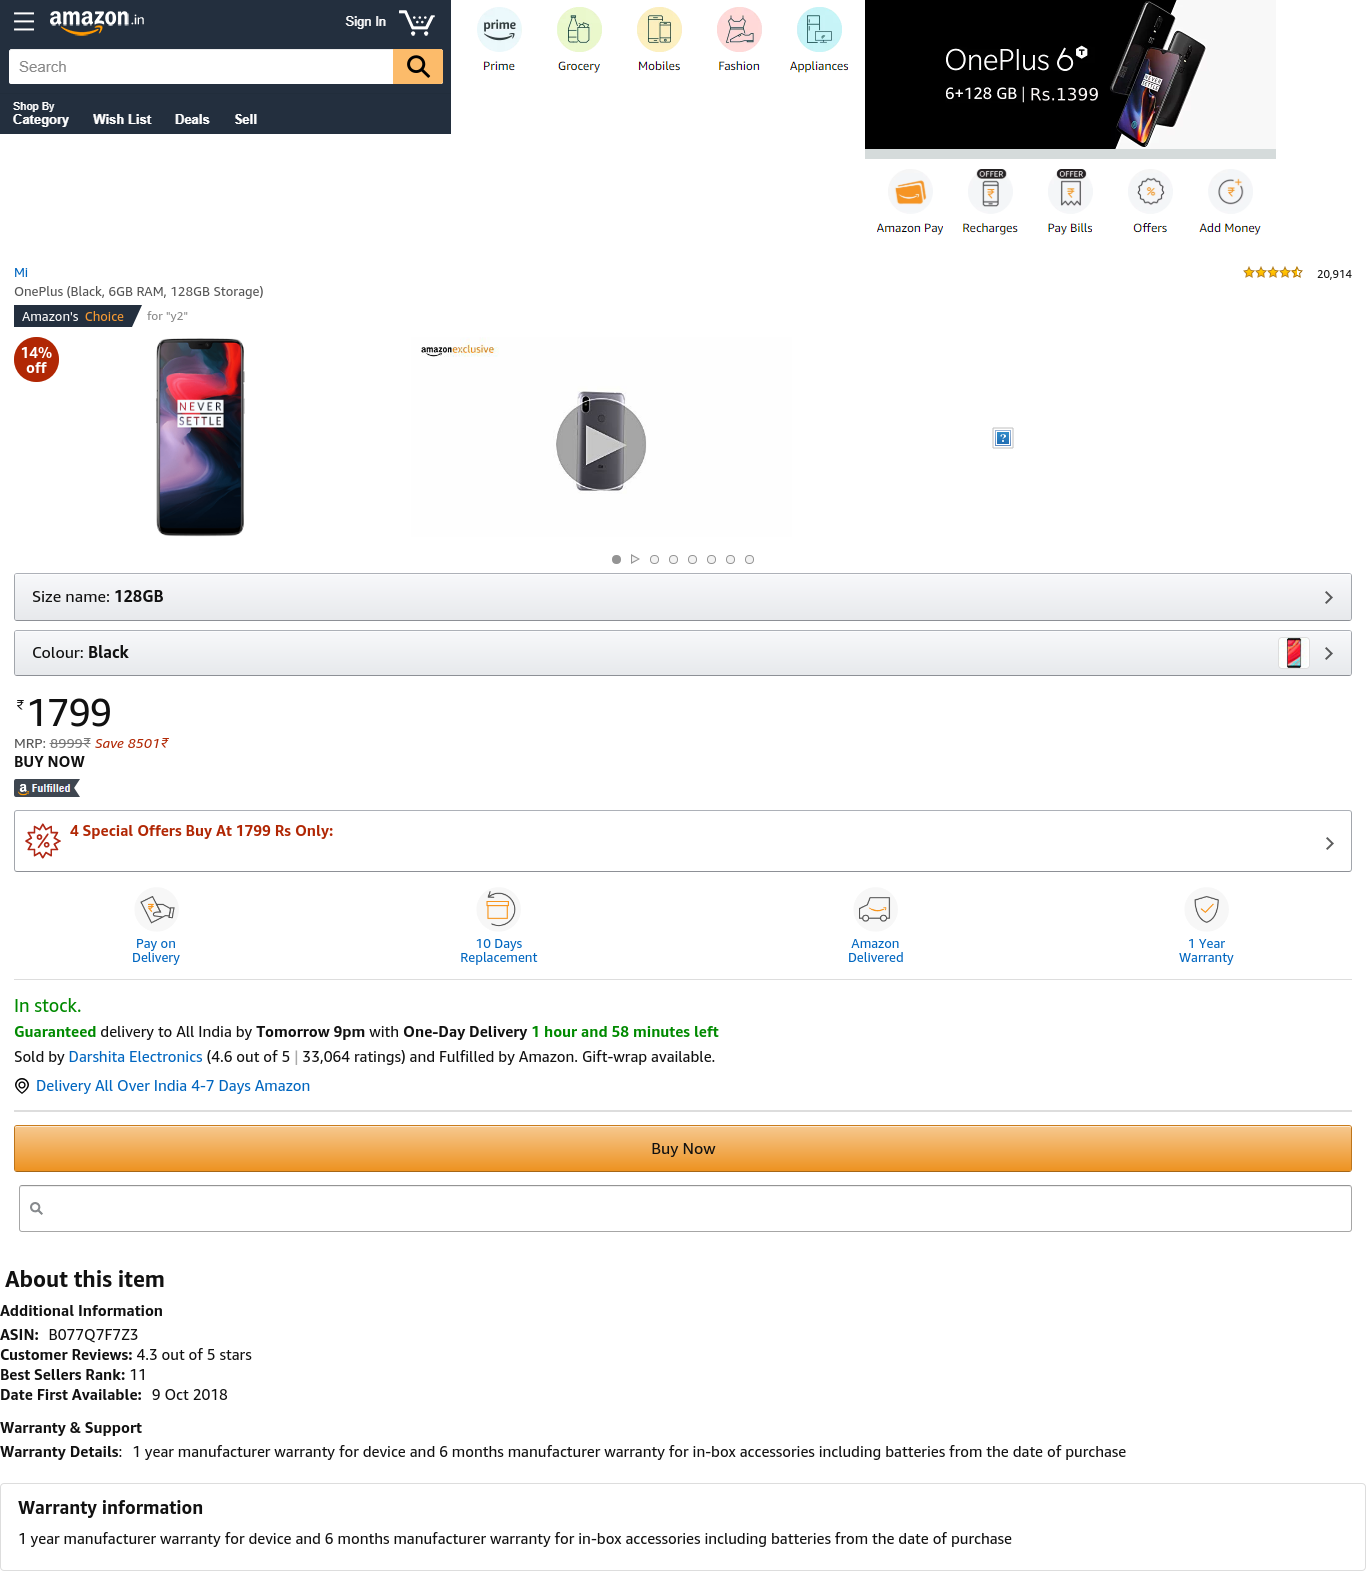 amazon.in
Sign In
Search
Shop By
Category
Wish List
Deals
Sell
prime
Prime
Grocery
Mobiles
Fashion
Appliances
OnePlus 6T
6+128 GB | Rs.1399
NEVER
SETTLE
Amazon Pay
OFFER
Recharges
OFFER
Pay Bills
Offers
Add Money
Mi
20,914
OnePlus (Black, 6GB RAM, 128GB Storage)
Amazon's Choice for "y2"
14%
off
NEVER
SETTLE
amazonexclusive
Size name: 128GB
Colour: Black
₹1799
MRP: 8999₹ Save 8501₹
BUY NOW
a Fulfilled
4 Special Offers Buy At 1799 Rs Only:
Pay on
Delivery
10 Days
Replacement
Amazon
Delivered
1 Year
Warranty
In stock.
Guaranteed delivery to All India by Tomorrow 9pm with One-Day Delivery 1 hour and 58 minutes left
Sold by Darshita Electronics (4.6 out of 5 | 33,064 ratings) and Fulfilled by Amazon. Gift-wrap available.
Delivery All Over India 4-7 Days Amazon
Buy Now
About this item
Additional Information
ASIN: B077Q7F7Z3
Customer Reviews: 4.3 out of 5 stars
Best Sellers Rank: 11
Date First Available: 9 Oct 2018
Warranty & Support
Warranty Details: 1 year manufacturer warranty for device and 6 months manufacturer warranty for in-box accessories including batteries from the date of purchase
Warranty information
1 year manufacturer warranty for device and 6 months manufacturer warranty for in-box accessories including batteries from the date of purchase